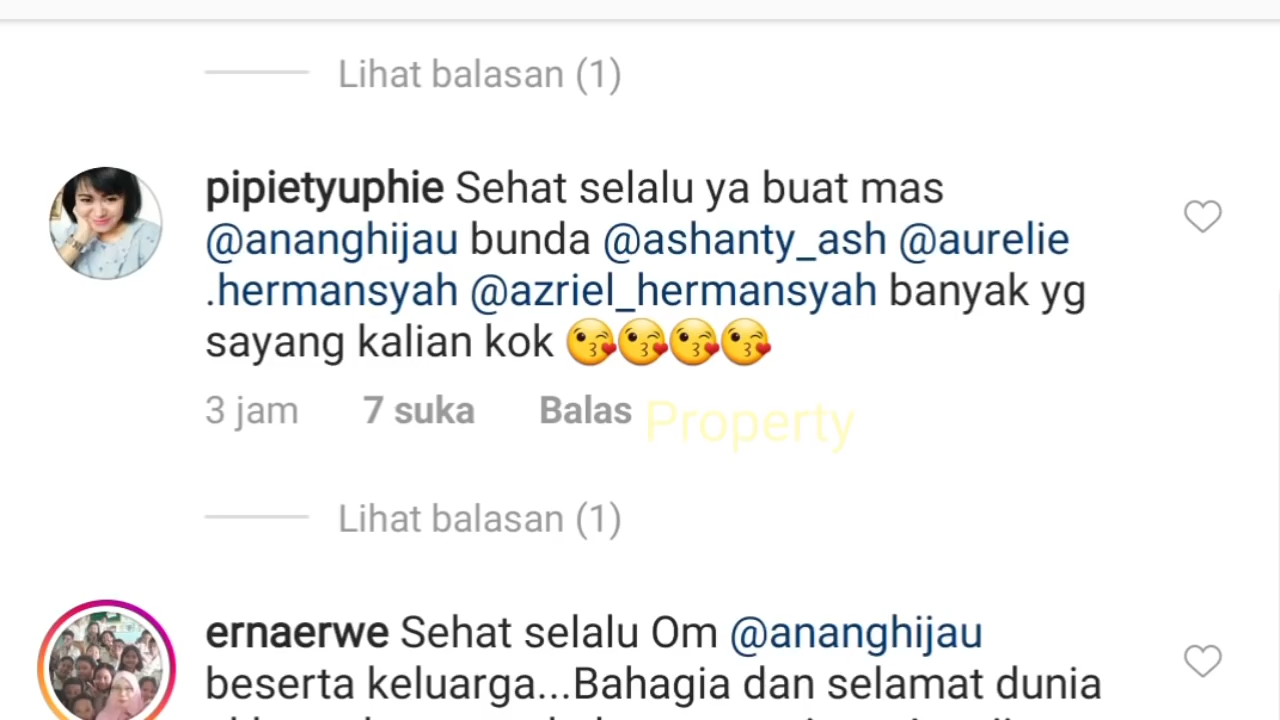 Lihat balasan (1)
pipietyuphie Sehat selalu ya buat mas
@ananghijau bunda @ashanty_ash @aurelie
.hermansyah @azriel_hermansyah banyak yg
sayang kalian kok 😘😘😘😘
3 jam 7 suka Balas Property
Lihat balasan (1)
ernaerwe Sehat selalu Om @ananghijau
beserta keluarga...Bahagia dan selamat dunia